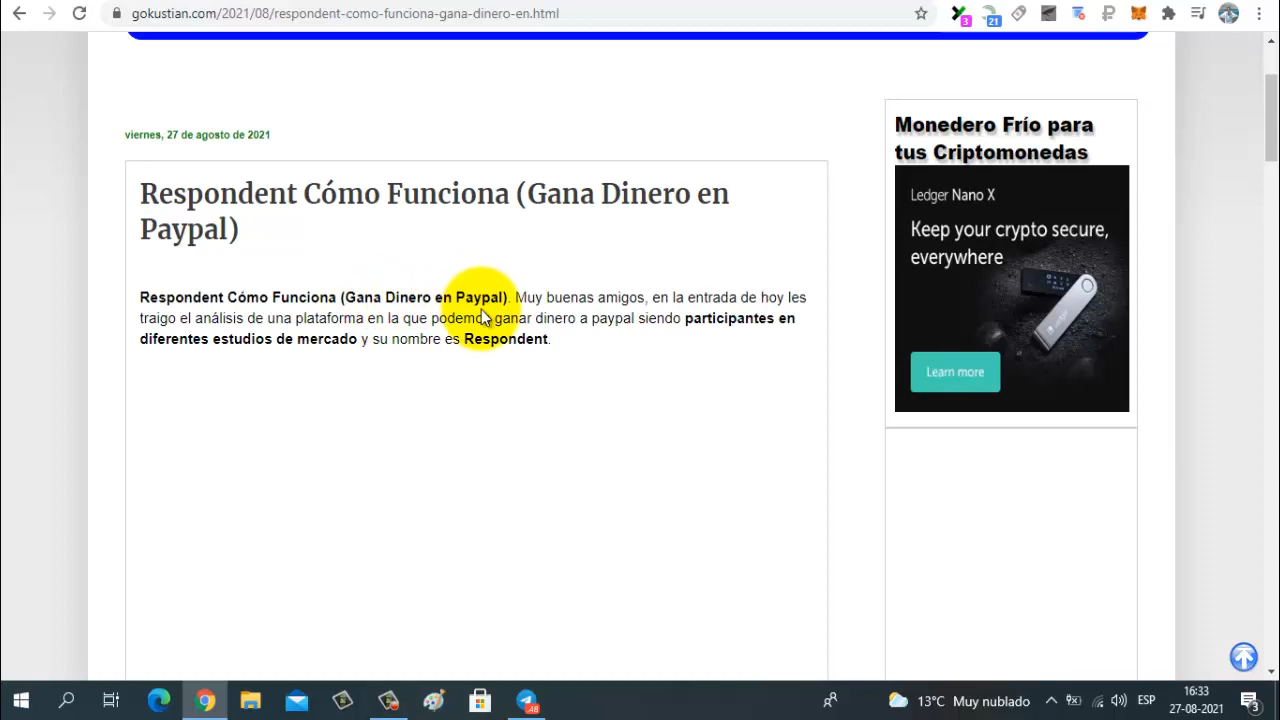 gokustian.com/2021/08/respondent-como-funciona-gana-dinero-en.html
3
21
viernes, 27 de agosto de 2021
Respondent Cómo Funciona (Gana Dinero en
Paypal)
Respondent Cómo Funciona (Gana Dinero en Paypal). Muy buenas amigos, en la entrada de hoy les
traigo el análisis de una plataforma en la que podemos ganar dinero a paypal siendo participantes en
diferentes estudios de mercado y su nombre es Respondent.
Monedero Frío para
tus Criptomonedas
Ledger Nano X
Keep your crypto secure,
everywhere
Learn more
48
13°C Muy nublado
ESP
16:33
27-08-2021
3